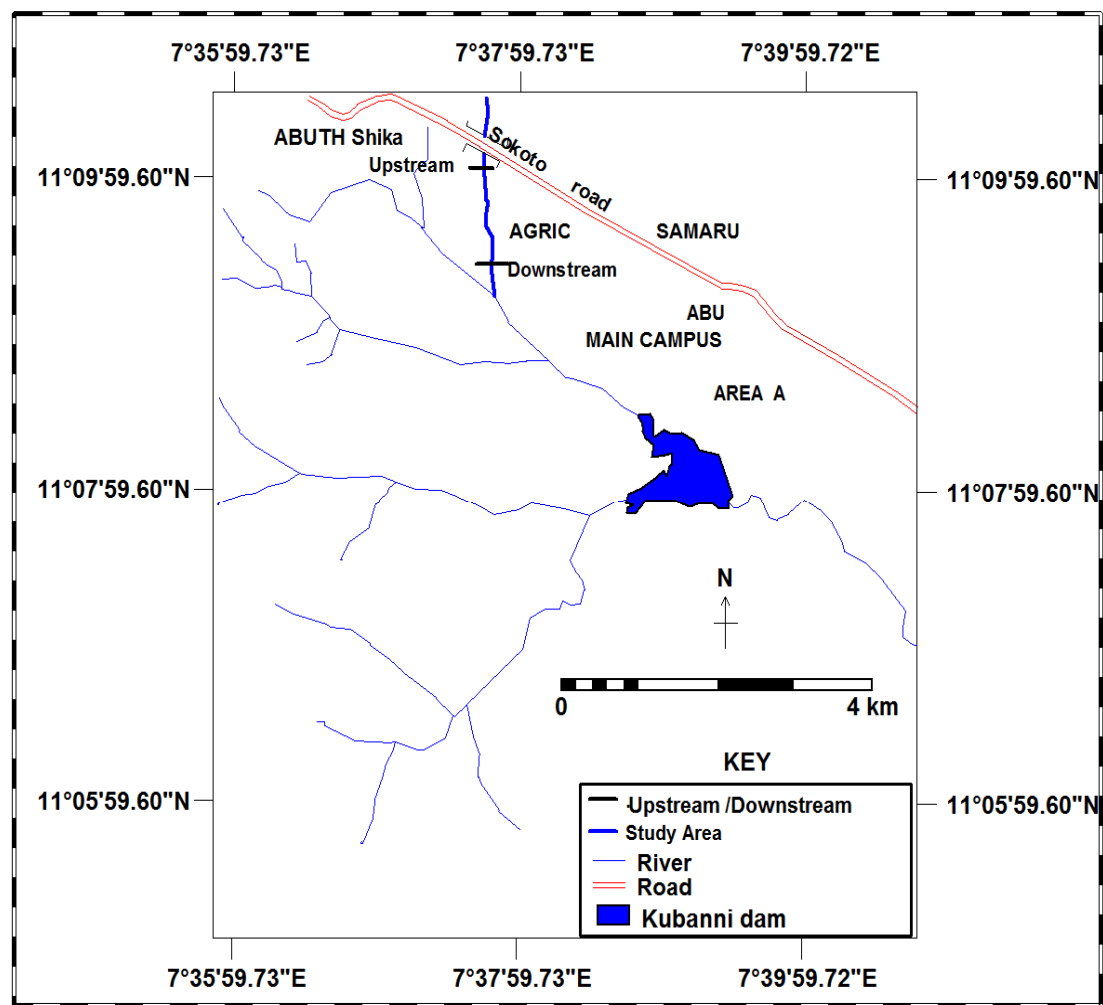 7°35'59.73"E 7°37'59.73"E 7°39'59.72"E
ABUTH Shika
Sokoto road
Upstream
11°09'59.60"N 11°09'59.60"N
AGRIC SAMARU
Downstream
ABU
MAIN CAMPUS
AREA A
11°07'59.60"N 11°07'59.60"N
N
0 4 km
KEY
11°05'59.60"N 11°05'59.60"N
Upstream /Downstream
Study Area
River
Road
Kubanni dam
7°35'59.73"E 7°37'59.73"E 7°39'59.72"E